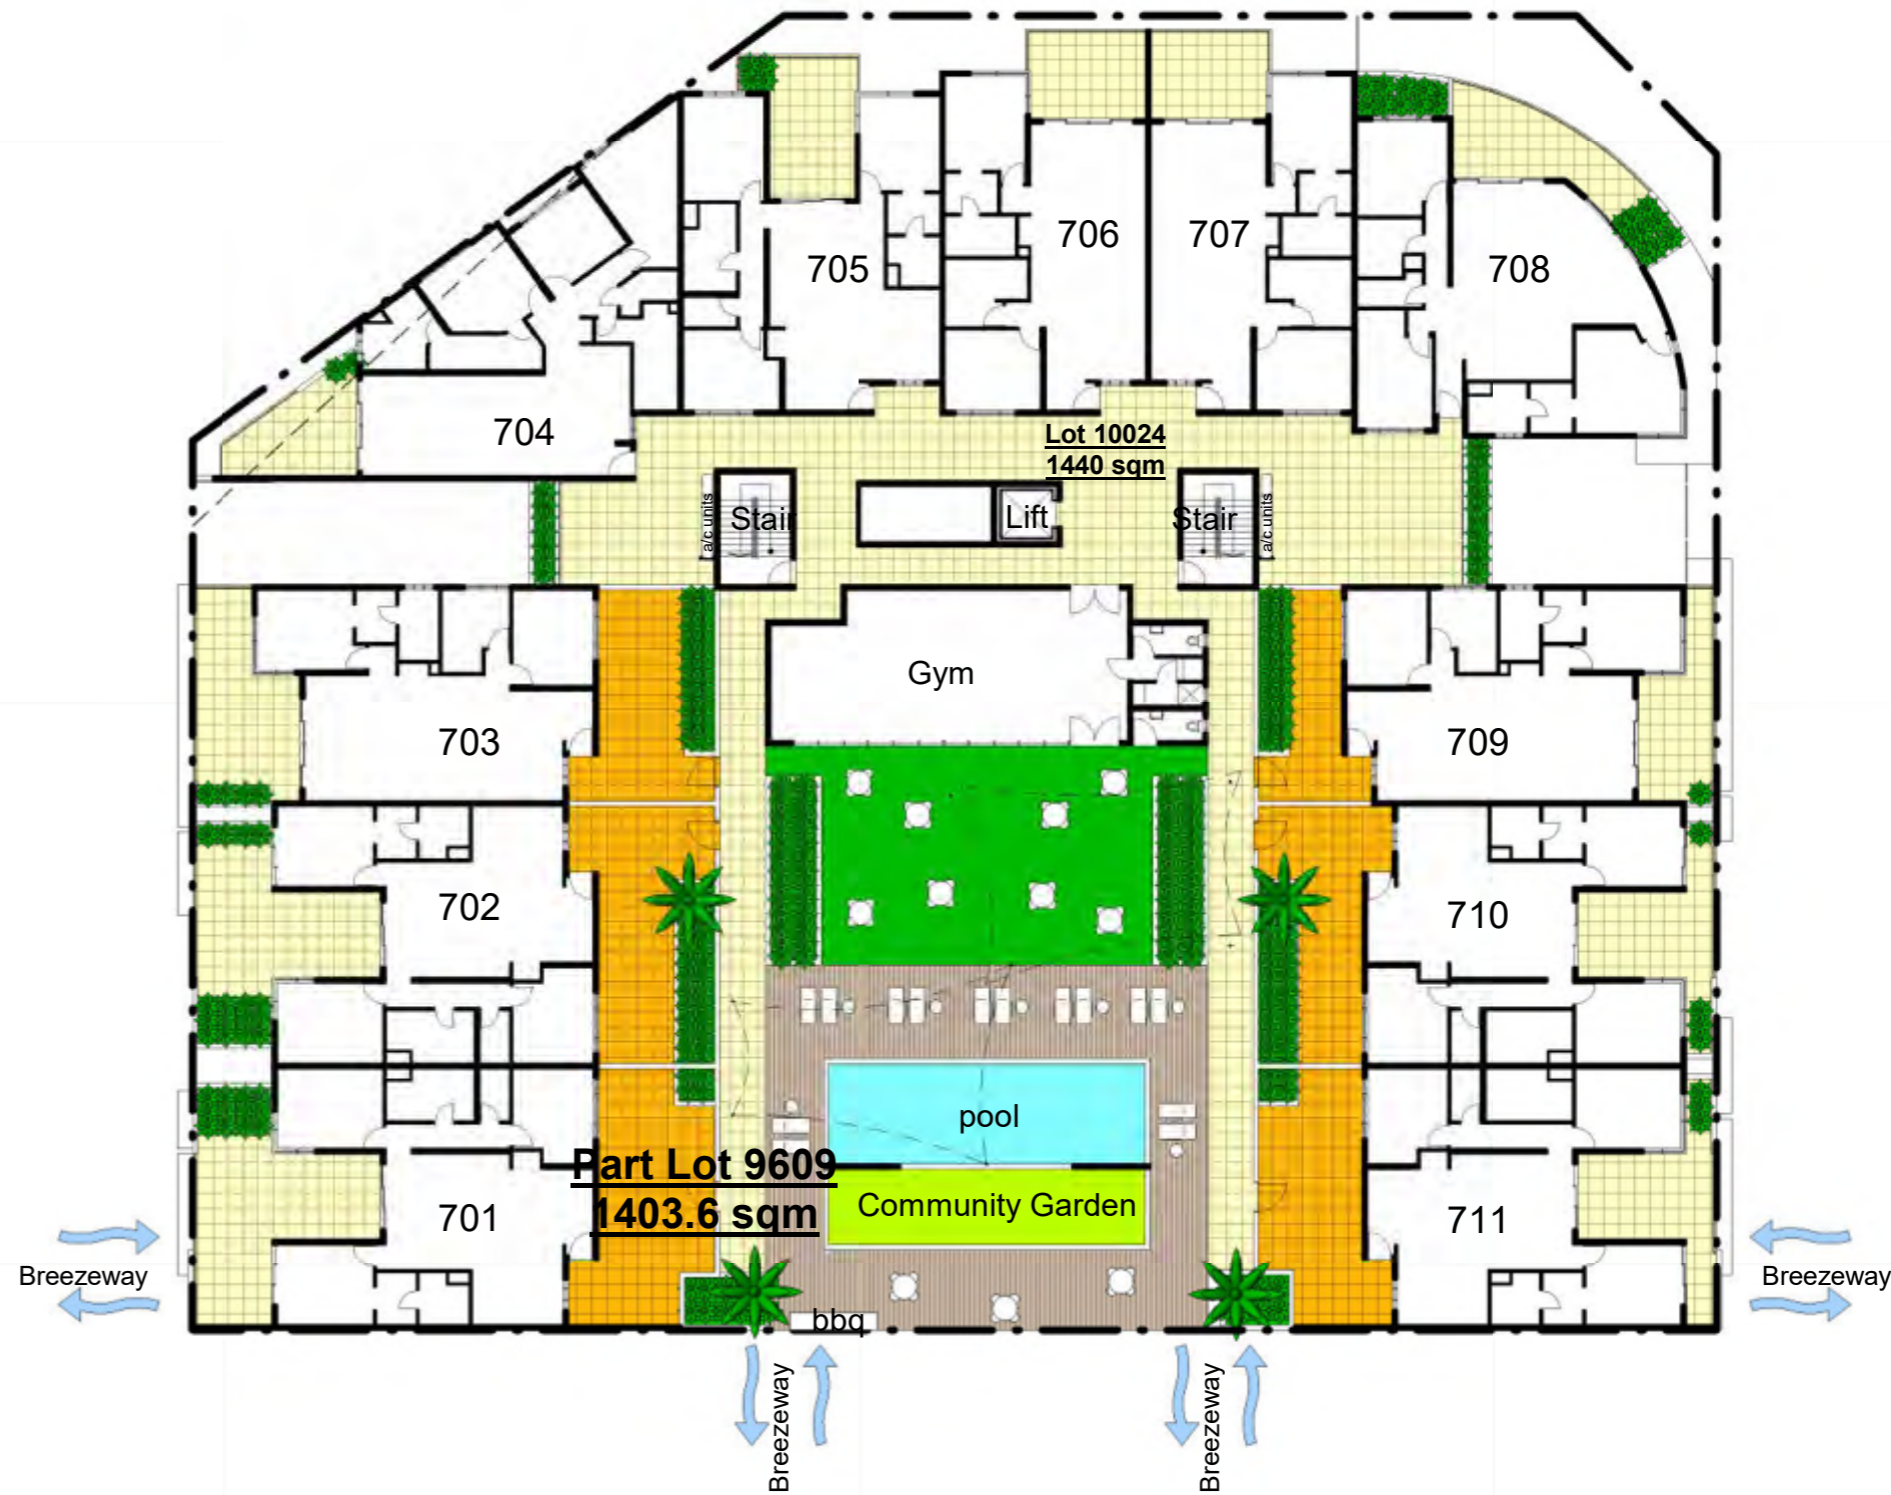 706
707
705
708
704
Lot 10024
1440 sqm
a/c units
Stair
Lift
Stair
a/c units
Gym
703
709
702
710
pool
Part Lot 9609
1403.6 sqm
Community Garden
701
711
Breezeway
Breezeway
bbq
Breezeway
Breezeway